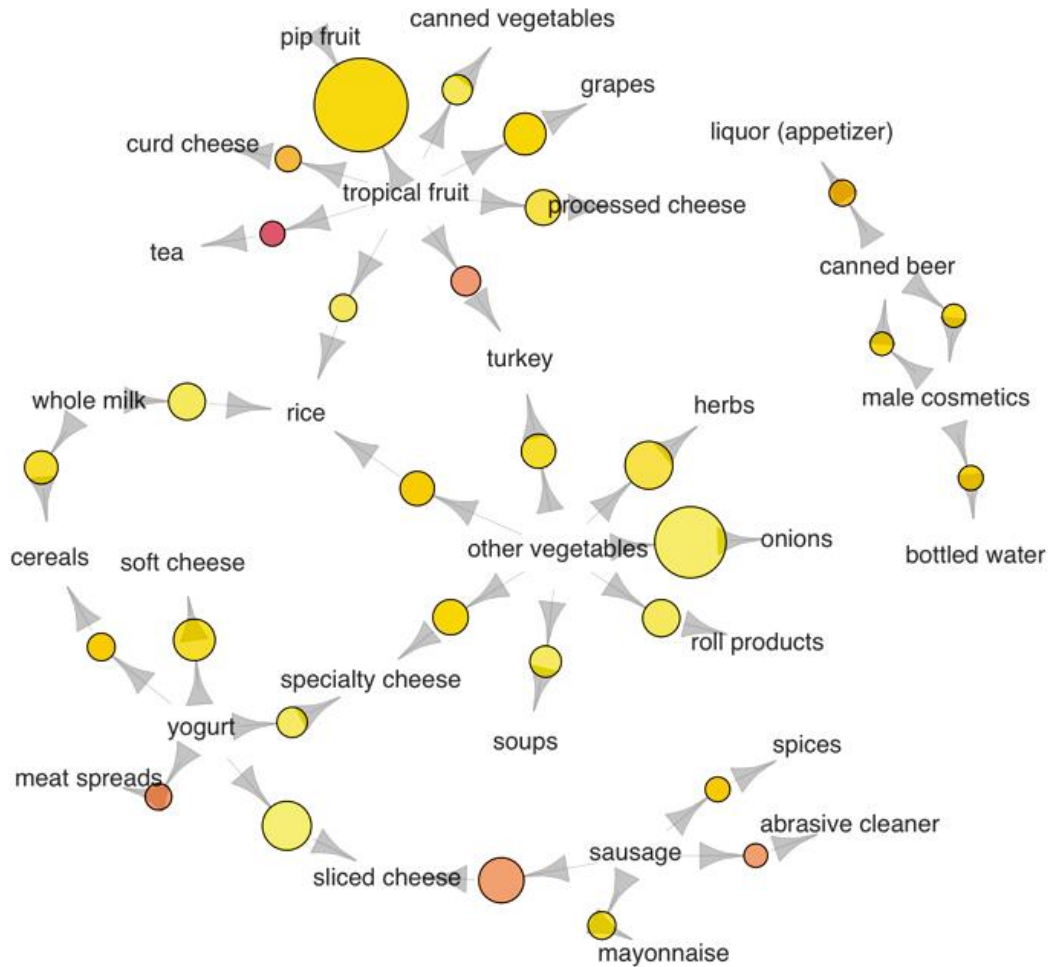 canned vegetables
pip fruit
grapes
liquor (appetizer)
curd cheese
tropical fruit
processed cheese
tea
canned beer
turkey
whole milk
rice
herbs
male cosmetics
cereals
soft cheese
other vegetables
onions
bottled water
roll products
specialty cheese
yogurt
soups
spices
meat spreads
abrasive cleaner
sausage
sliced cheese
mayonnaise